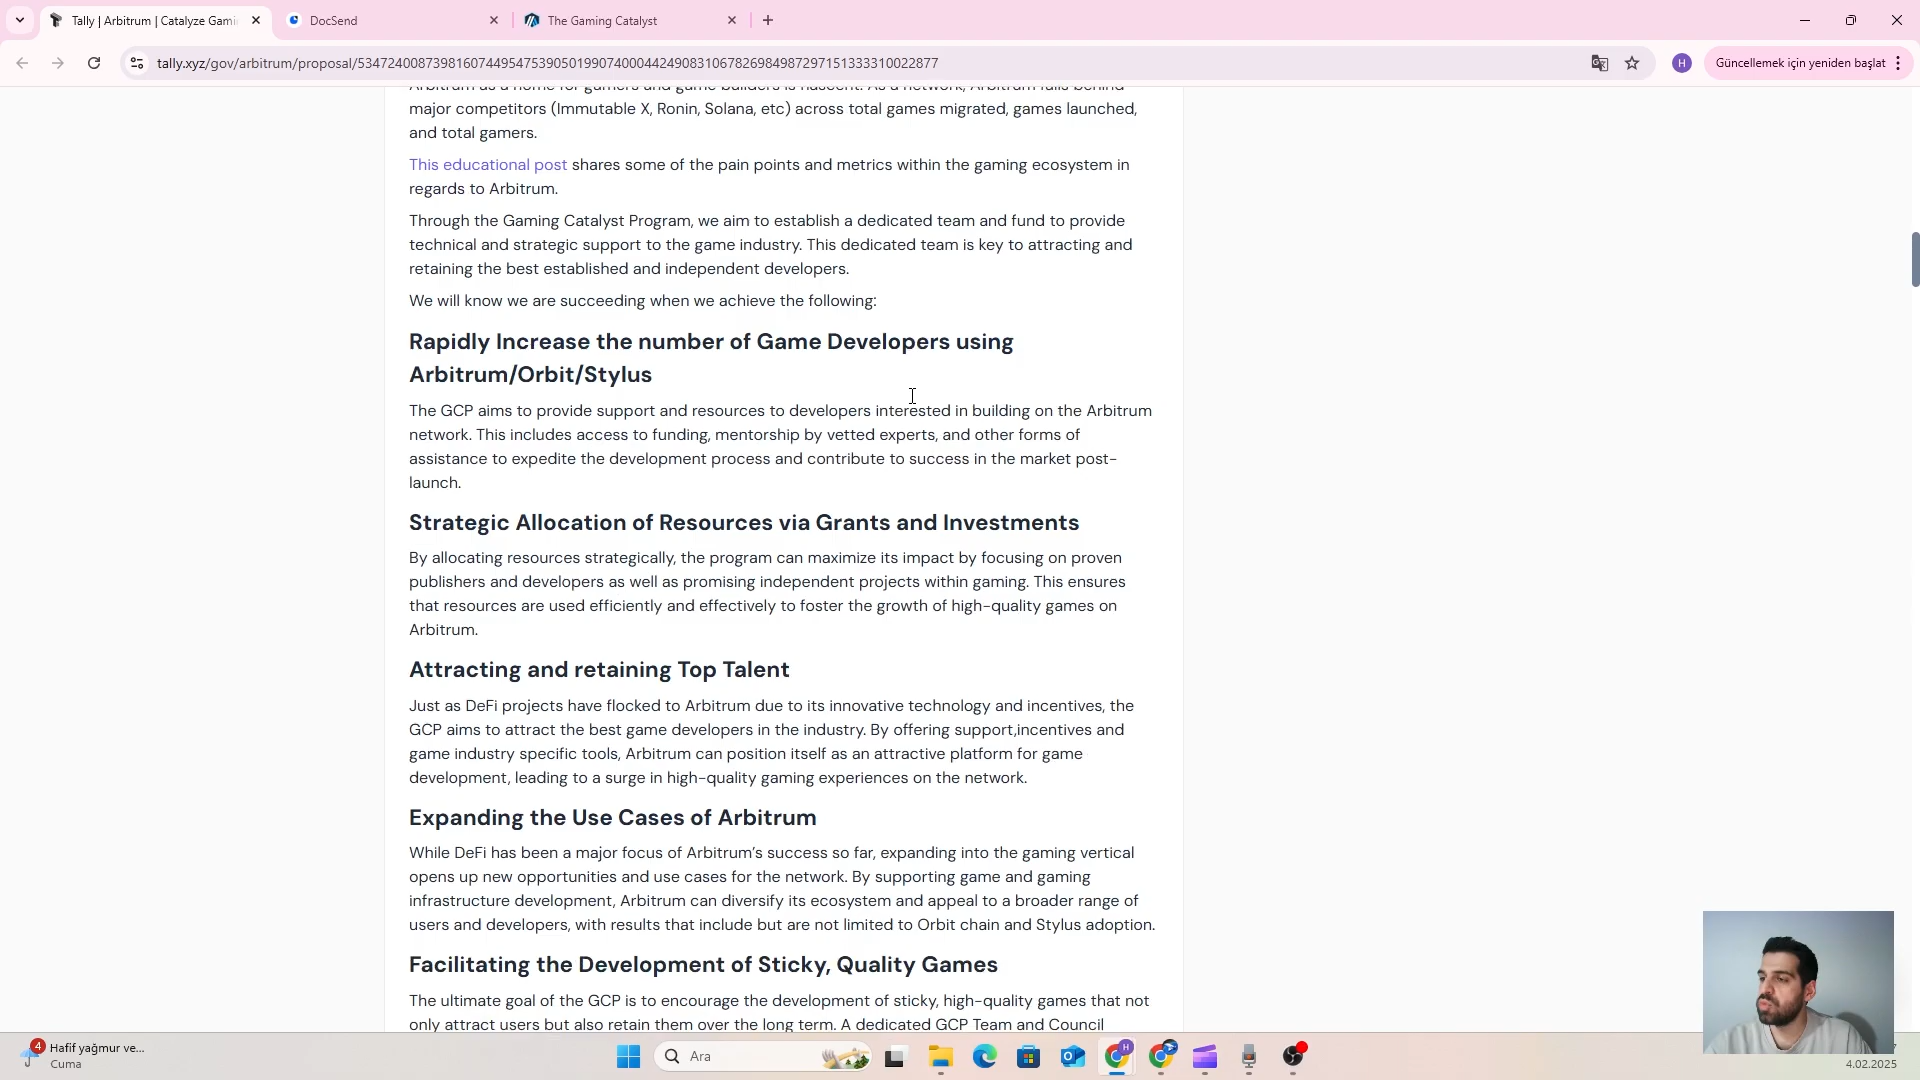 Tally | Arbitrum | Catalyze Gami
DocSend
The Gaming Catalyst
tally.xyz/gov/arbitrum/proposal/53472400873981607449547539050199074000442490831067826984987297151333310022877
H
Güncellemek için yeniden başlat
Arbitrum as a home for gamers and game builders is nascent. As a network, Arbitrum falls behind
major competitors (Immutable X, Ronin, Solana, etc) across total games migrated, games launched,
and total gamers.
This educational post shares some of the pain points and metrics within the gaming ecosystem in
regards to Arbitrum.
Through the Gaming Catalyst Program, we aim to establish a dedicated team and fund to provide
technical and strategic support to the game industry. This dedicated team is key to attracting and
retaining the best established and independent developers.
We will know we are succeeding when we achieve the following:
Rapidly Increase the number of Game Developers using
Arbitrum/Orbit/Stylus
The GCP aims to provide support and resources to developers interested in building on the Arbitrum
network. This includes access to funding, mentorship by vetted experts, and other forms of
assistance to expedite the development process and contribute to success in the market post-
launch.
Strategic Allocation of Resources via Grants and Investments
By allocating resources strategically, the program can maximize its impact by focusing on proven
publishers and developers as well as promising independent projects within gaming. This ensures
that resources are used efficiently and effectively to foster the growth of high-quality games on
Arbitrum.
Attracting and retaining Top Talent
Just as DeFi projects have flocked to Arbitrum due to its innovative technology and incentives, the
GCP aims to attract the best game developers in the industry. By offering support,incentives and
game industry specific tools, Arbitrum can position itself as an attractive platform for game
development, leading to a surge in high-quality gaming experiences on the network.
Expanding the Use Cases of Arbitrum
While DeFi has been a major focus of Arbitrum's success so far, expanding into the gaming vertical
opens up new opportunities and use cases for the network. By supporting game and gaming
infrastructure development, Arbitrum can diversify its ecosystem and appeal to a broader range of
users and developers, with results that include but are not limited to Orbit chain and Stylus adoption.
Facilitating the Development of Sticky, Quality Games
The ultimate goal of the GCP is to encourage the development of sticky, high-quality games that not
only attract users but also retain them over the long term. A dedicated GCP Team and Council
4
Hafif yağmur ve...
Cuma
Ara
H
4.02.2025